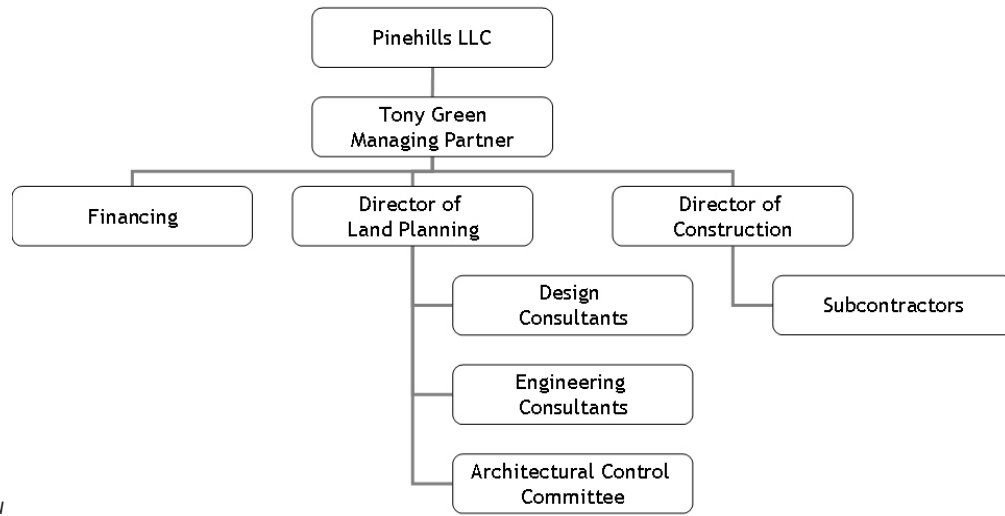 Pinehills LLC
Tony Green
Managing Partner
Financing
Director of
Land Planning
Director of
Construction
Design
Consultants
Subcontractors
Engineering
Consultants
Architectural Control
Committee